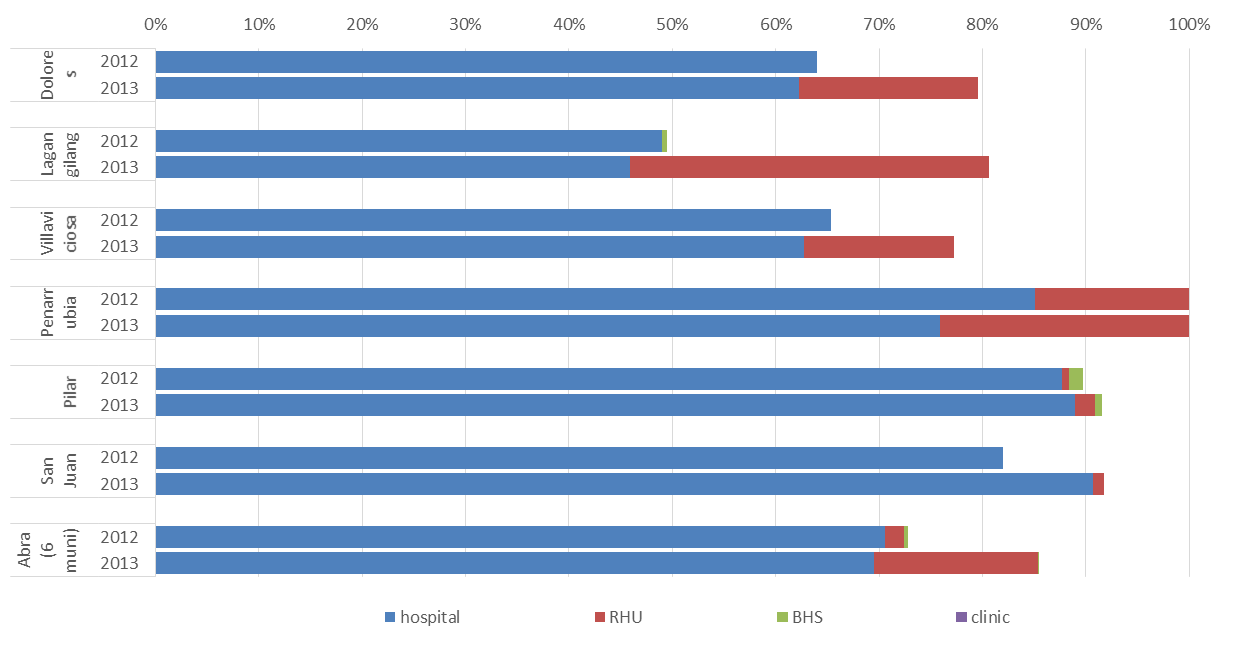 0% 10% 20% 30% 40% 50% 60% 70% 80% 90% 100%
Dolore
s
2012
2013
Lagan
gilang
2012
2013
Villavi
ciosa
2012
2013
Penarr
ubia
2012
2013
Pilar
2012
2013
San
Juan
2012
2013
Abra
(6
muni)
2012
2013
hospital RHU BHS clinic